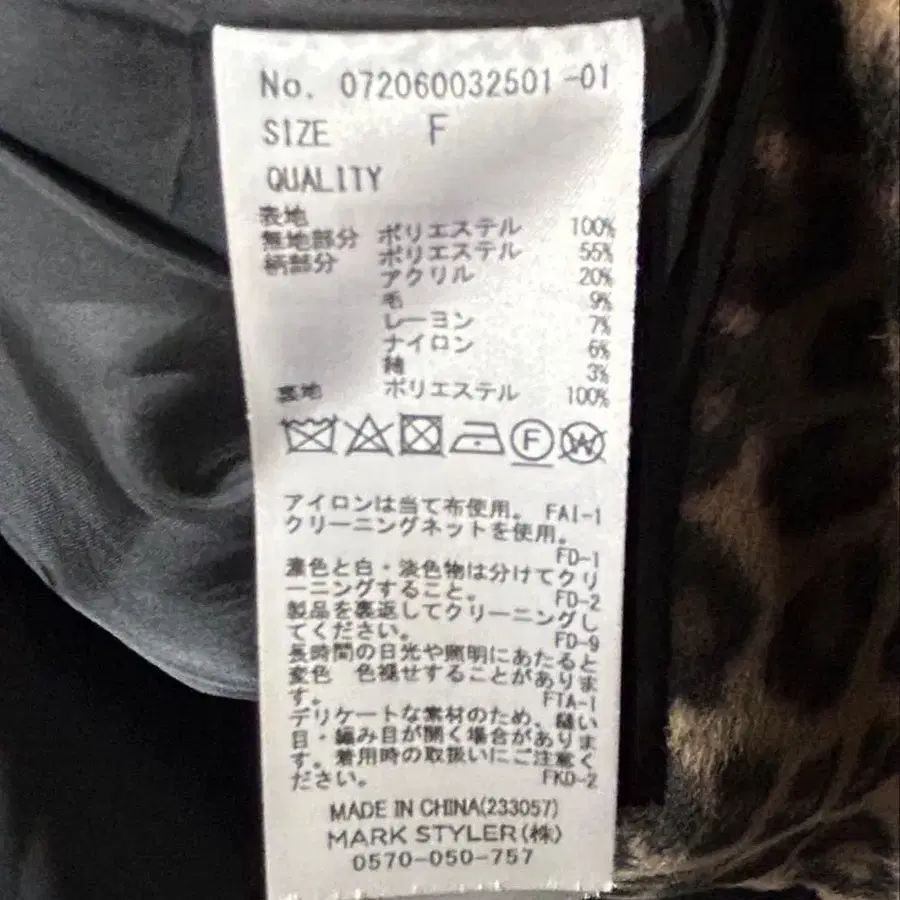 No. 072060032501-01
SIZE F
QUALITY
表地
無地部分 ポリエステル 100%
柄部分 ポリエステル 55%
アクリル 20%
毛 9%
レーヨン 7%
ナイロン 6%
綿 3%
裏地 ポリエステル 100%
F W
アイロンは当て布使用。 FAI-1
クリーニングネットを使用。
FD-1
濃色と白・淡色物は分けてクリ
ーニングすること。 FD-2
製品を裏返してクリーニングし
てください。 FD-9
長時間の日光や照明にあたると
変色 色褪せすることがありま
す。 FTA-1
デリケートな素材のため、縫い
目・編み目が開く場合がありま
す。着用時の取扱いにご注意く
ださい。 FKD-2
MADE IN CHINA(233057)
MARK STYLER(株)
0570-050-757